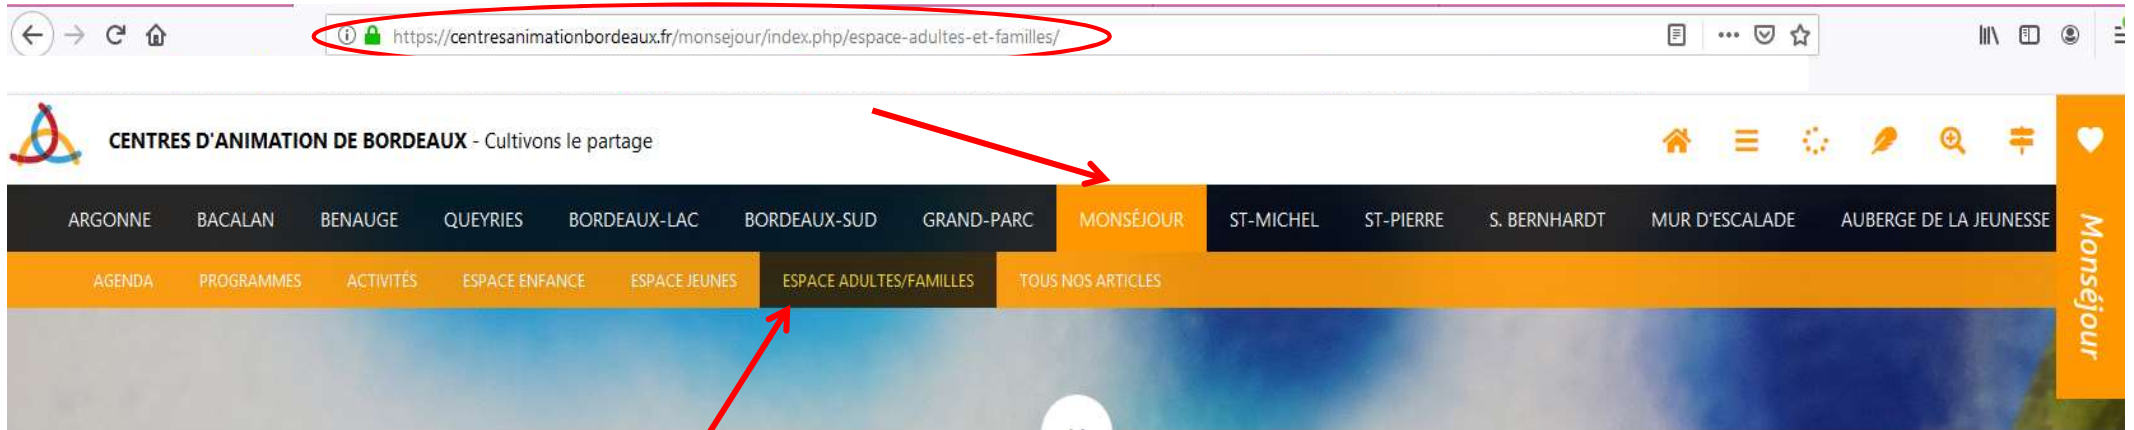 https://centresanimationbordeaux.fr/monsejour/index.php/espace-adultes-et-familles/
CENTRES D'ANIMATION DE BORDEAUX - Cultivons le partage
ARGONNE BACALAN BENAUGE QUEYRIES BORDEAUX-LAC BORDEAUX-SUD GRAND-PARC MONSÉJOUR ST-MICHEL ST-PIERRE S. BERNHARDT MUR D'ESCALADE AUBERGE DE LA JEUNESSE
AGENDA PROGRAMMES ACTIVITÉS ESPACE ENFANCE ESPACE JEUNES ESPACE ADULTES/FAMILLES TOUS NOS ARTICLES
Monséjour